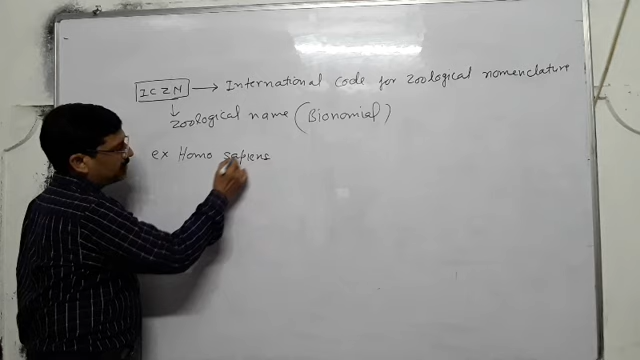 ICZN → International Code for Zoological nomenclature
↓
Zoological name (Bionomial)
ex Homo sapiens